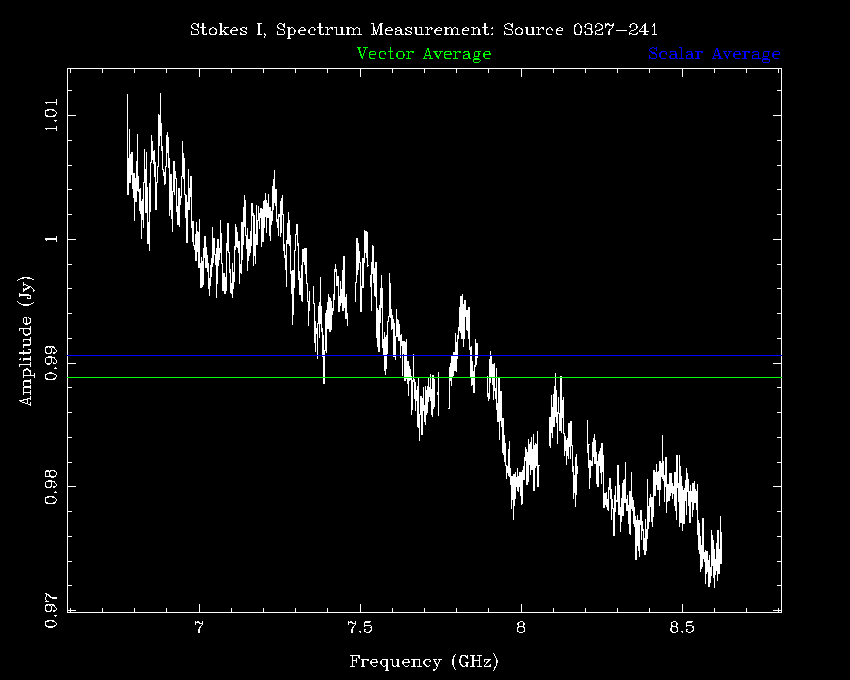 Stokes I, Spectrum Measurement: Source 0327-241
Vector Average
Scalar Average
1.01
1
0.99
0.98
0.97
Amplitude (Jy)
7
7.5
8
8.5
Frequency (GHz)